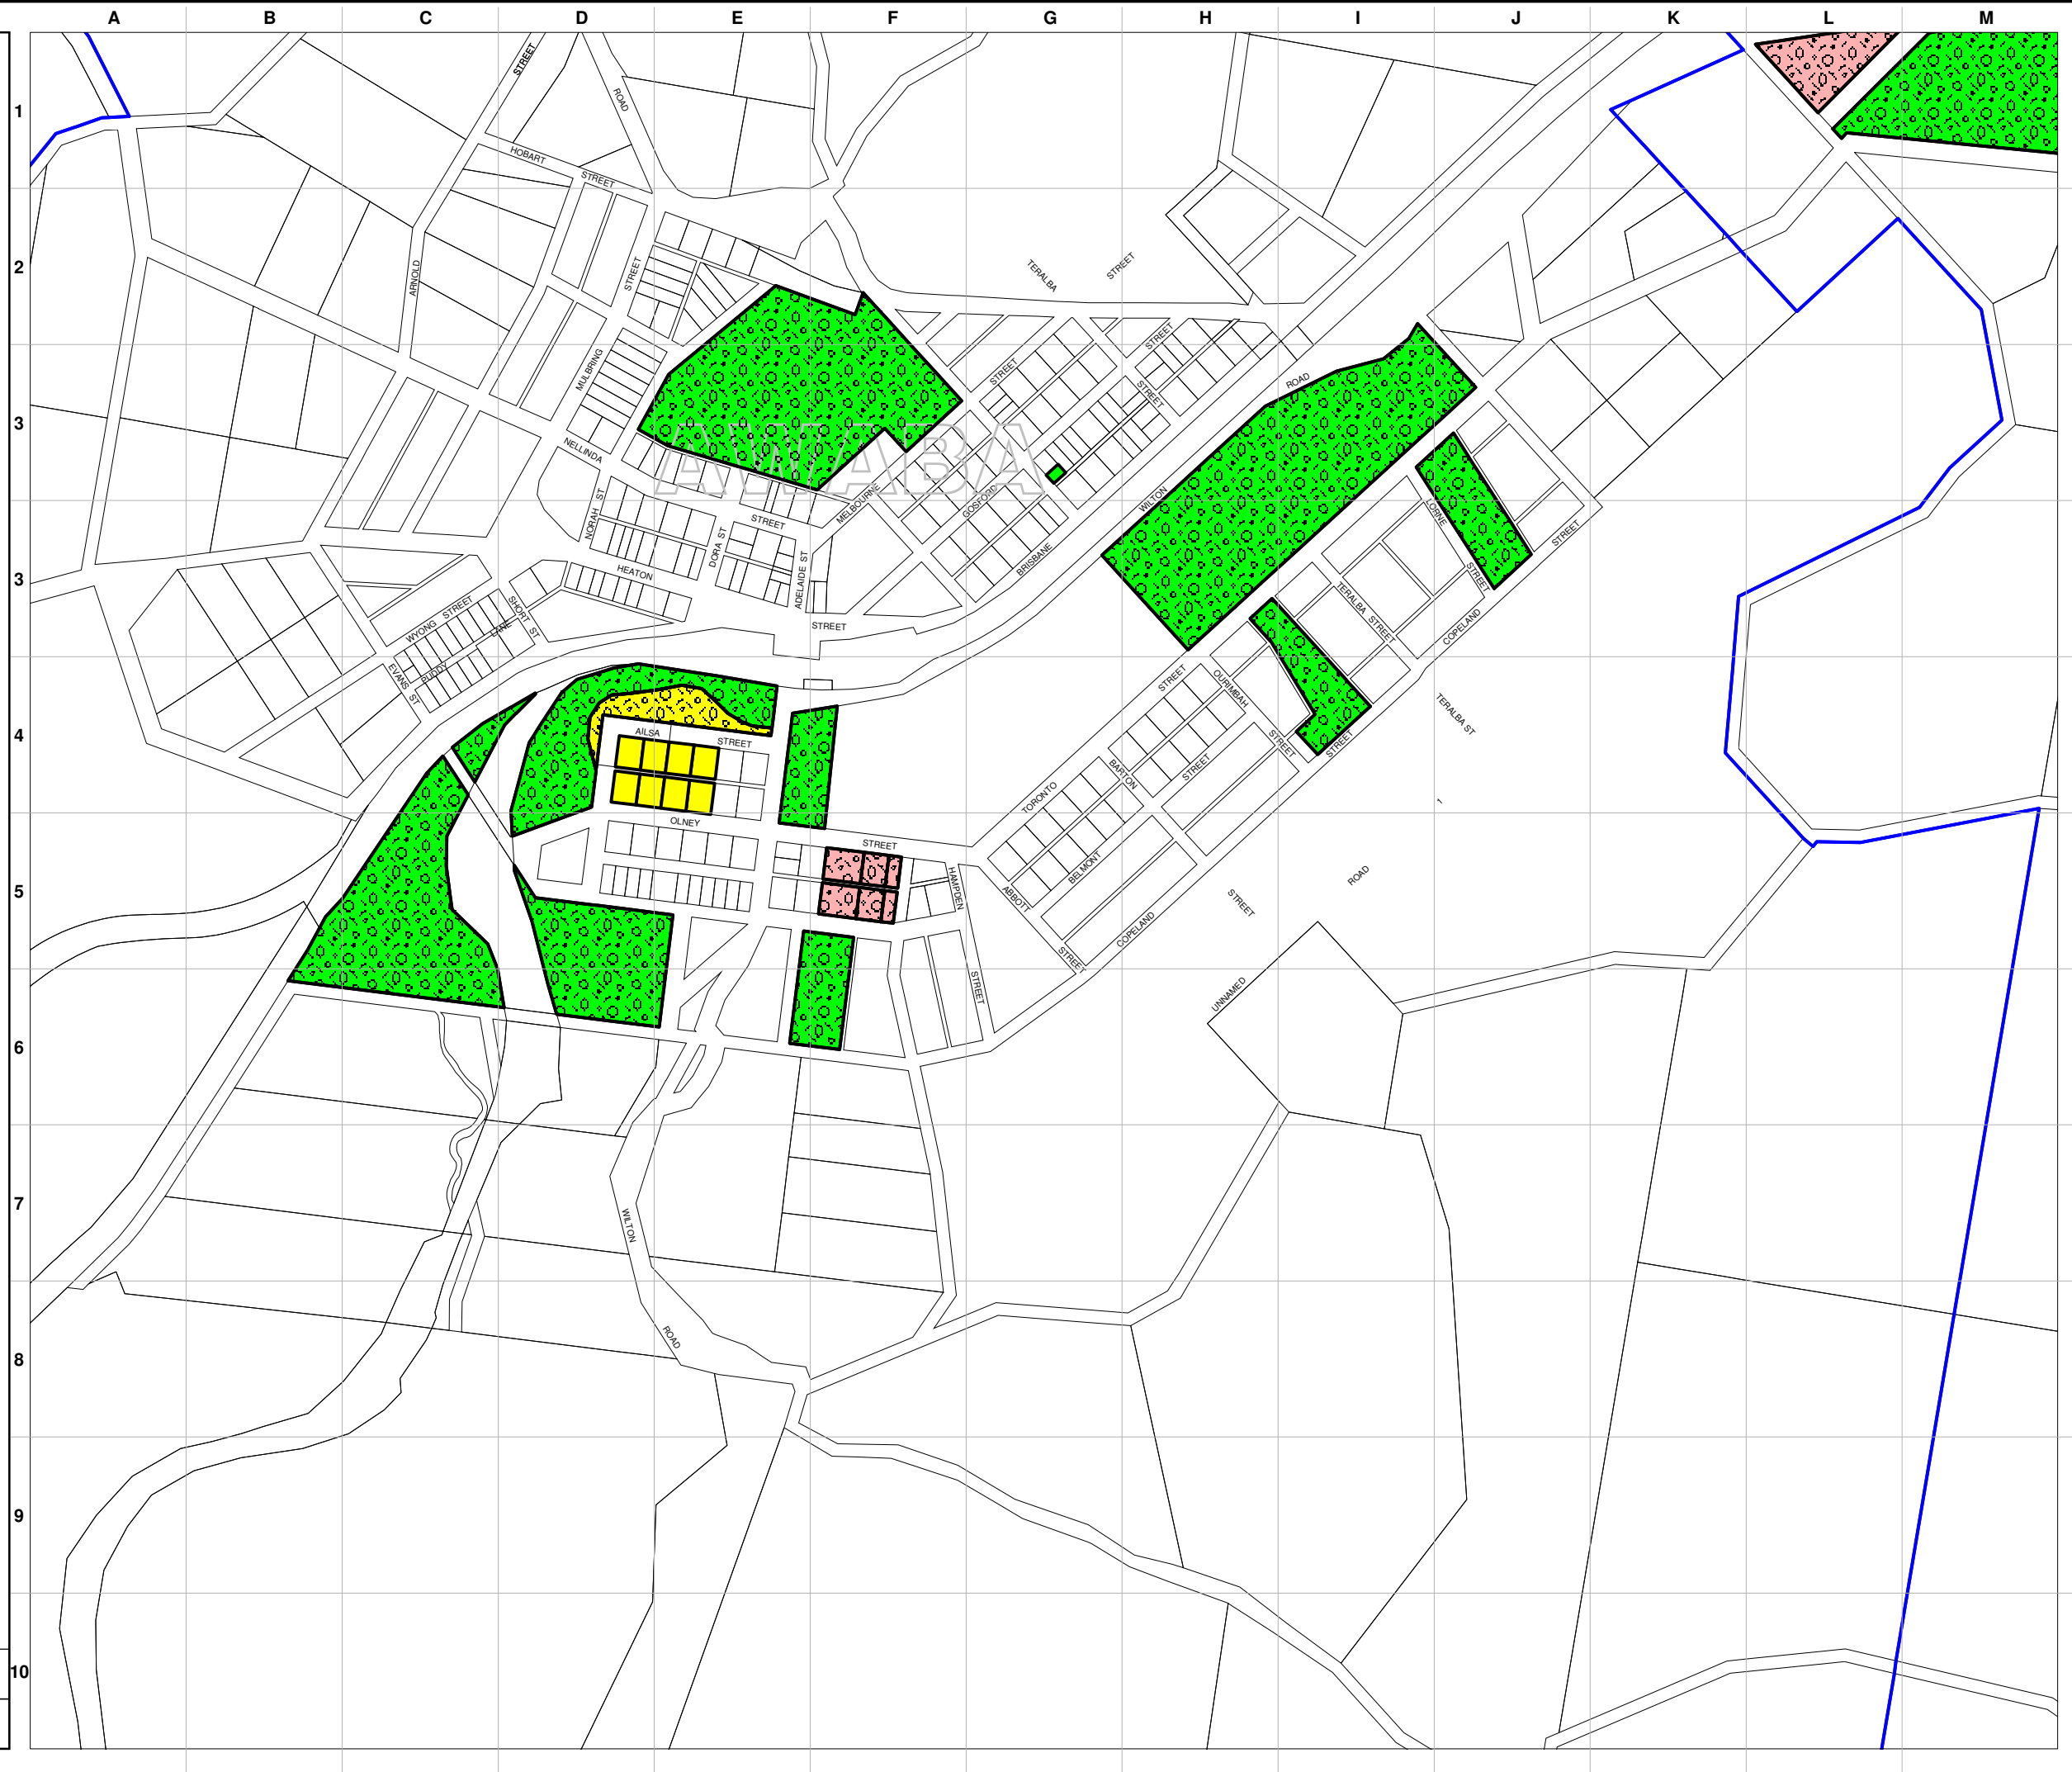 A B C D E F G H I J K L M
1
2
3
3
4
5
6
7
8
9
10
STREET
ROAD
HOBART
STREET
ARNOLD
STREET
MULBRING
TERALBA
STREET
STREET
STREET
STREET
ROAD
NELLINDA
AWABA
NORAH ST
STREET
DORA ST
MELBOURNE
GOSFORD
BRISBANE
WILTON
LORNE
STREET
STREET
HEATON
ADELAIDE ST
STREET
WYONG STREET
SHORT ST
LANE
PUDDY
EVANS ST
TERALBA
STREET
COPELAND
STREET
OURIMBAH
STREET
STREET
TERALBA ST
AILSA
STREET
BARTON
STREET
TORONTO
1
OLNEY
STREET
HAMPDEN
STREET
ABBOTT
STREET
BELMONT
COPELAND
STREET
ROAD
UNNAMED
WILTON
ROAD